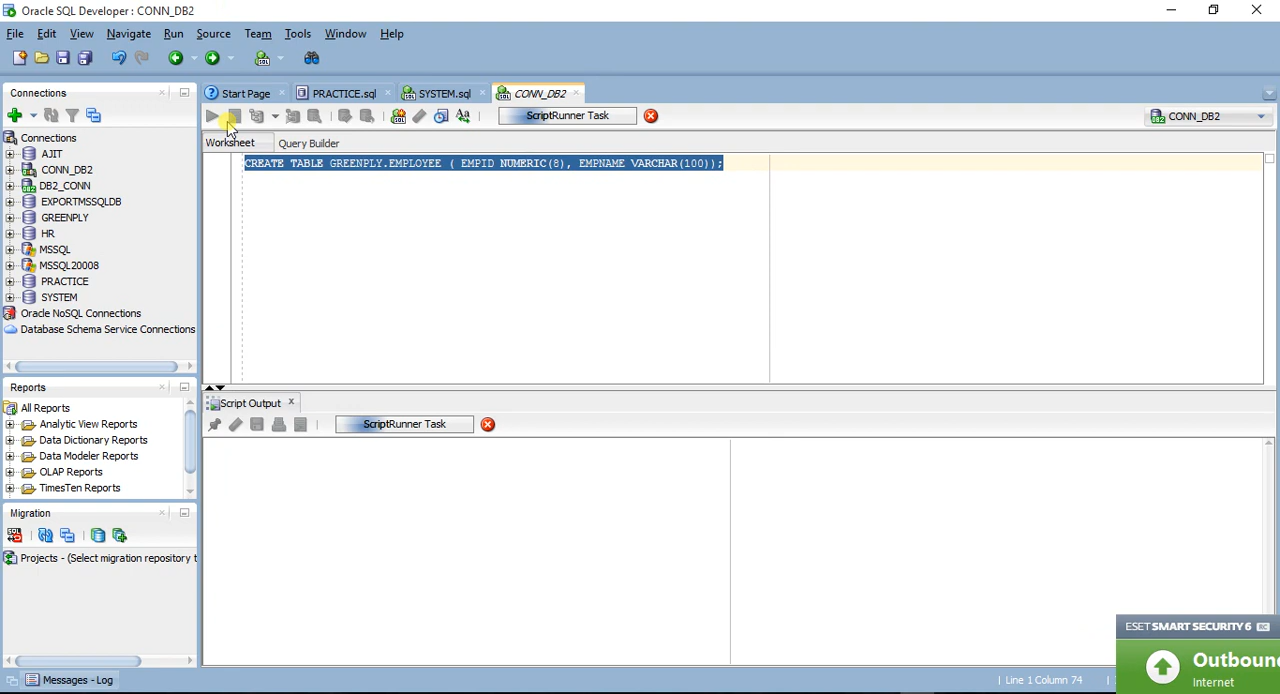 Oracle SQL Developer : CONN_DB2
File Edit View Navigate Run Source Team Tools Window Help
Connections
Start Page
PRACTICE.sql
SYSTEM.sql
CONN_DB2
ScriptRunner Task
CONN_DB2
Worksheet
Query Builder
Connections
AJIT
CONN_DB2
DB2_CONN
EXPORTMSSQLDB
GREENPLY
HR
MSSQL
MSSQL20008
PRACTICE
SYSTEM
Oracle NoSQL Connections
Database Schema Service Connections
CREATE TABLE GREENPLY.EMPLOYEE ( EMPID NUMERIC(8), EMPNAME VARCHAR(100));
Reports
All Reports
Analytic View Reports
Data Dictionary Reports
Data Modeler Reports
OLAP Reports
TimesTen Reports
Script Output
ScriptRunner Task
Migration
Projects - (Select migration repository t
Messages - Log
Line 1 Column 74
ESET SMART SECURITY 6
Outboun
Internet